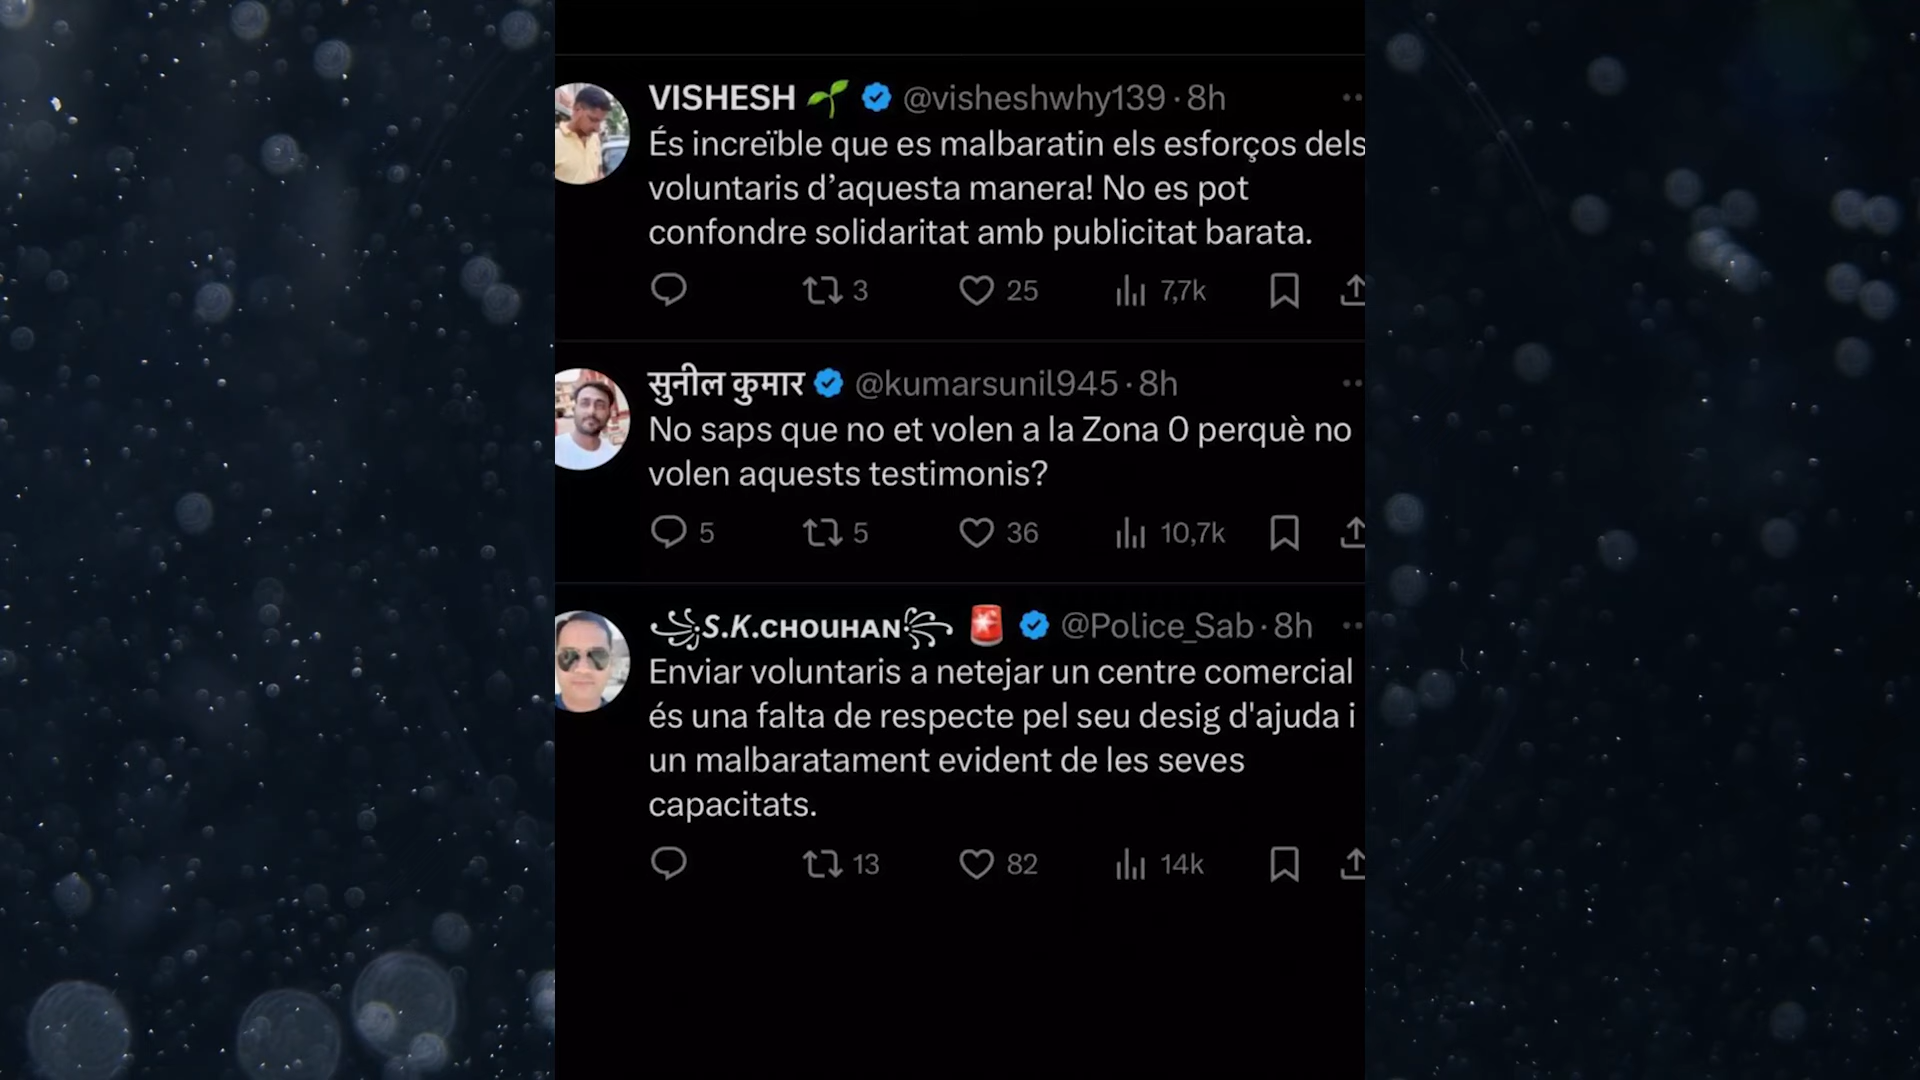 VISHESH 🌱 @visheshwhy139 · 8h
És increïble que es malbaratin els esforços dels
voluntaris d’aquesta manera! No es pot
confondre solidaritat amb publicitat barata.
3 25 7,7k
सुनील कुमार @kumarsunil945 · 8h
No saps que no et volen a la Zona 0 perquè no
volen aquests testimonis?
5 5 36 10,7k
꧁S.K.CHOUHAN꧂ 🚨 @Police_Sab · 8h
Enviar voluntaris a netejar un centre comercial
és una falta de respecte pel seu desig d'ajuda i
un malbaratament evident de les seves
capacitats.
13 82 14k